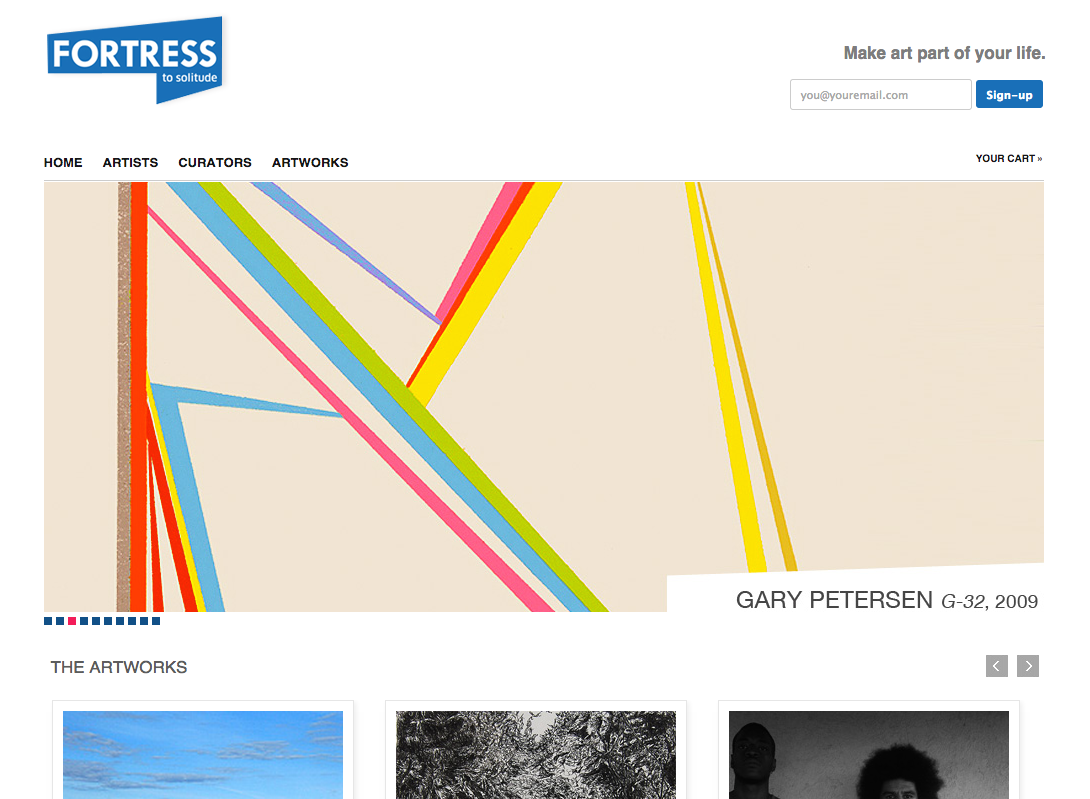 FORTRESS
to solitude
Make art part of your life.
you@youremail.com
Sign-up
HOME ARTISTS CURATORS ARTWORKS
YOUR CART »
GARY PETERSEN G-32, 2009
THE ARTWORKS